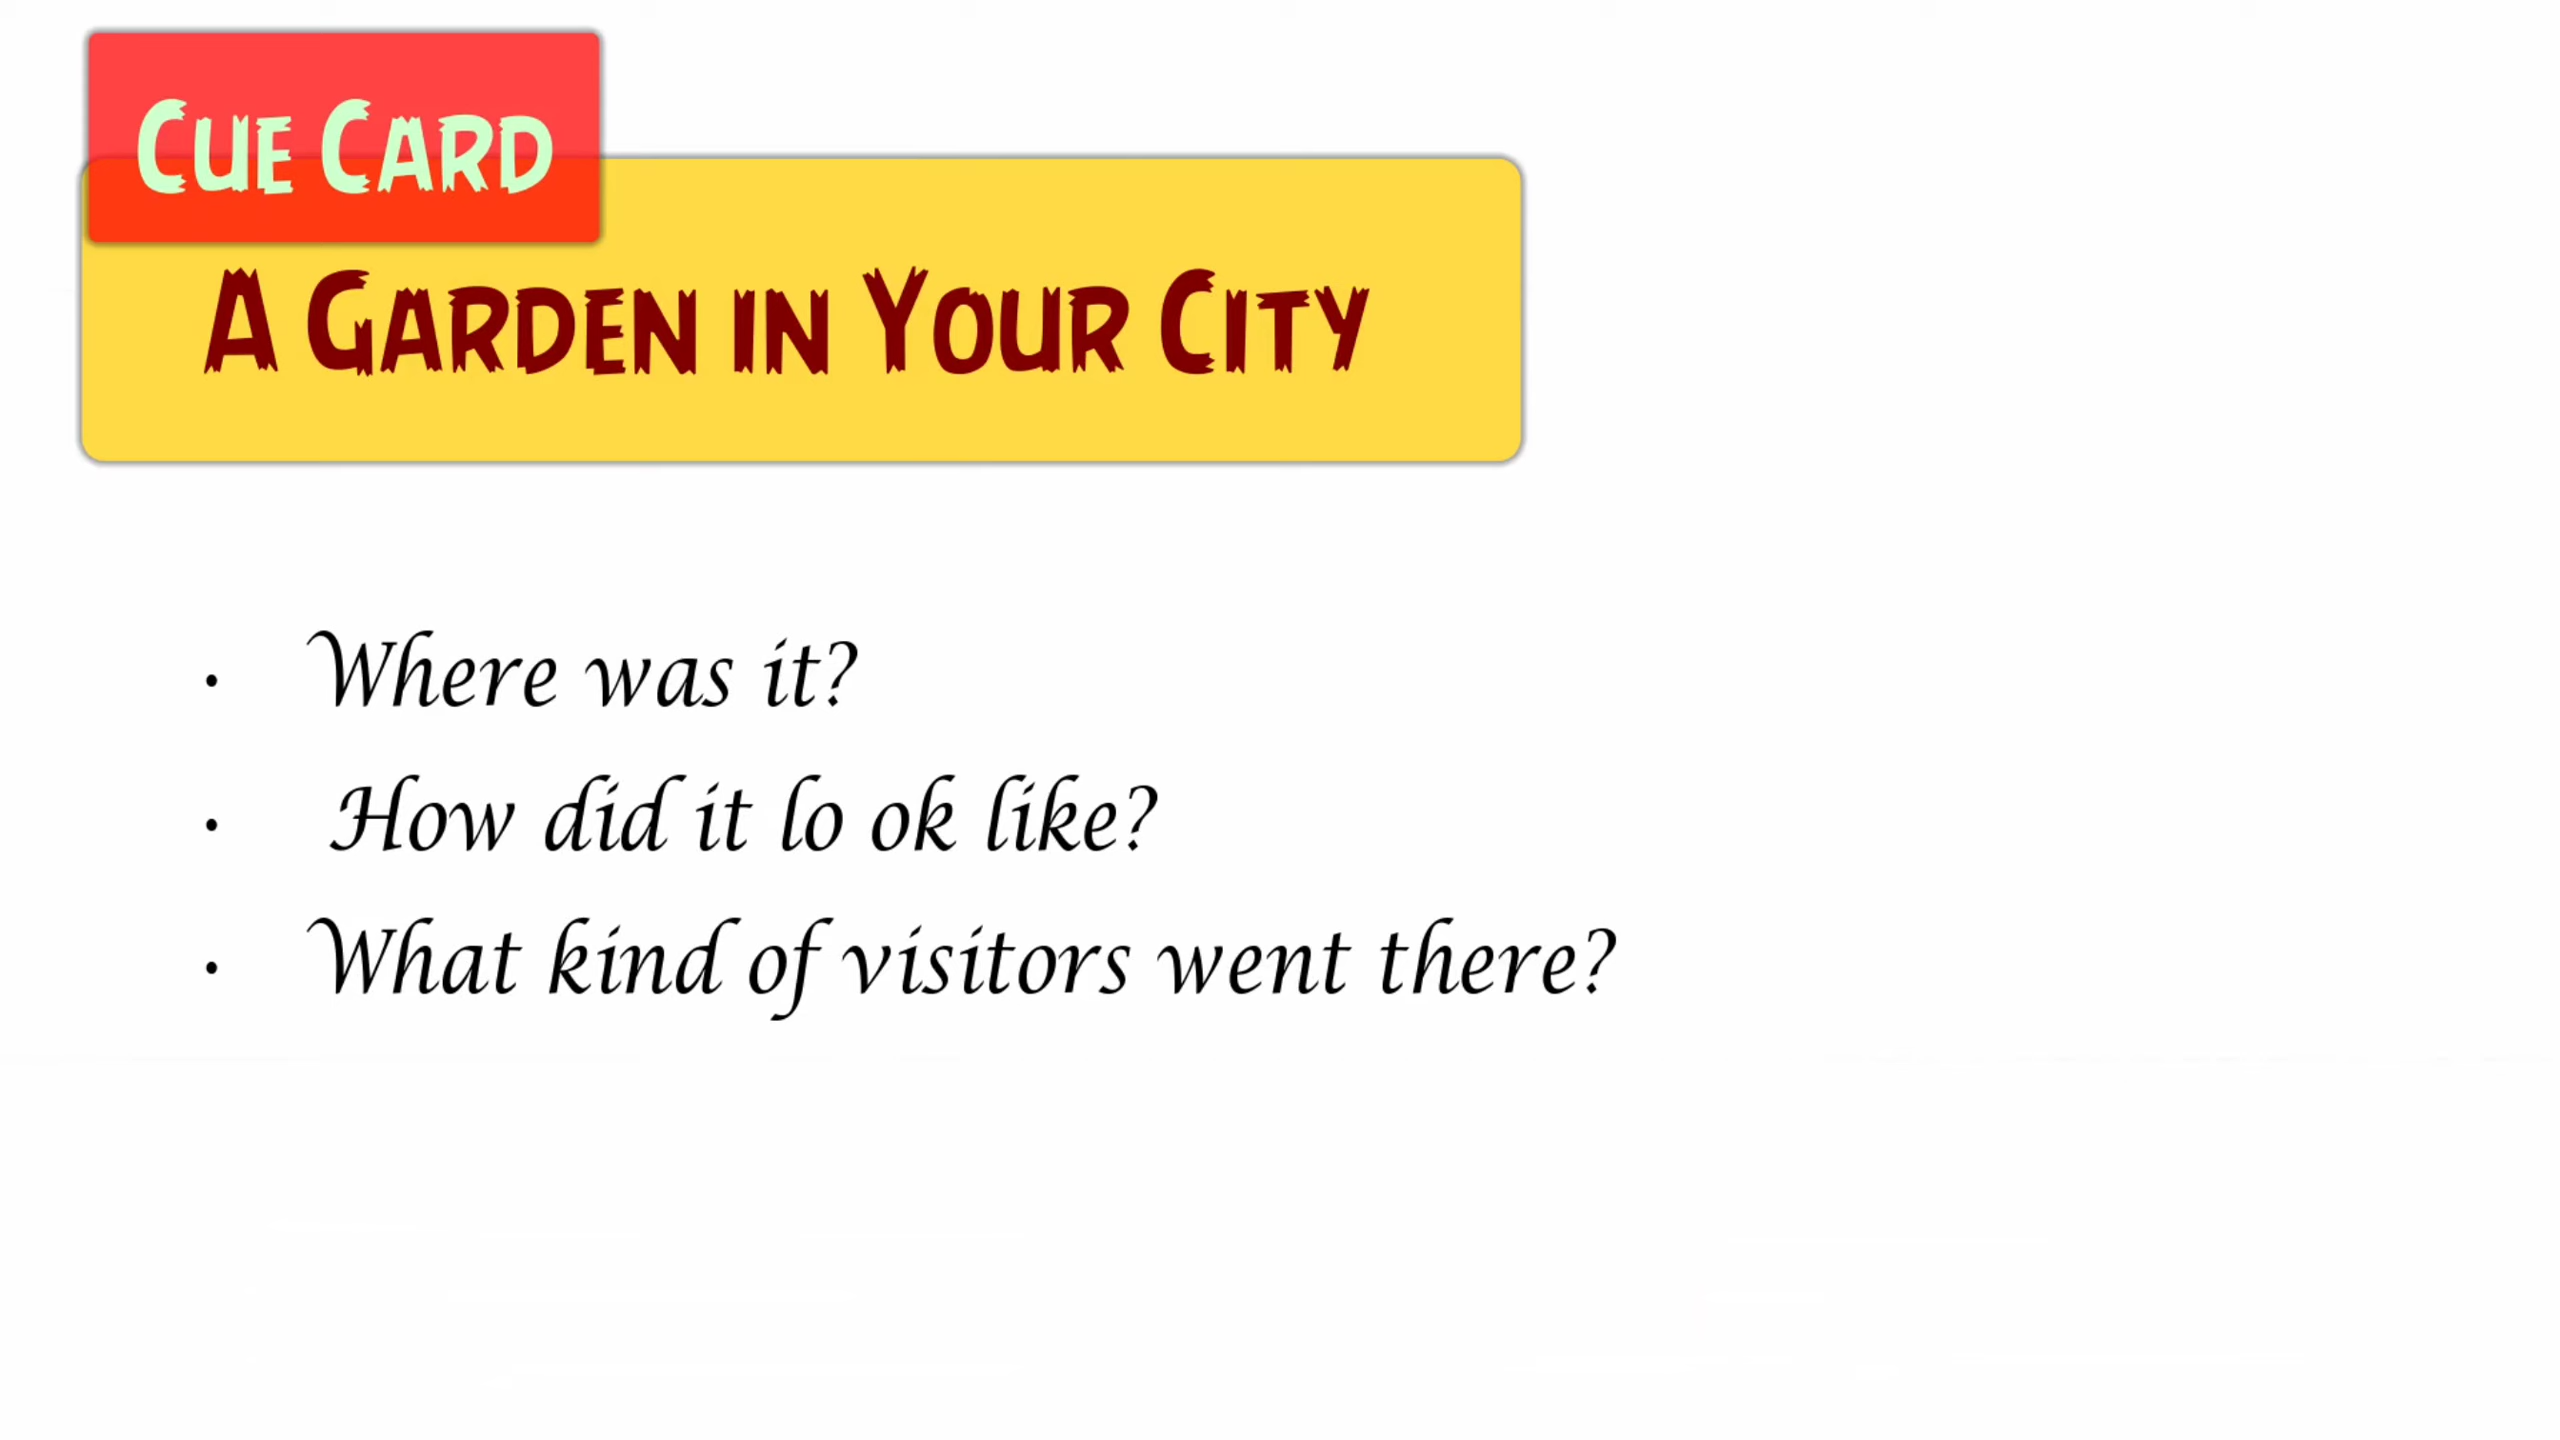 Cue Card
A Garden in Your City
· Where was it?
· How did it lo ok like?
· What kind of visitors went there?